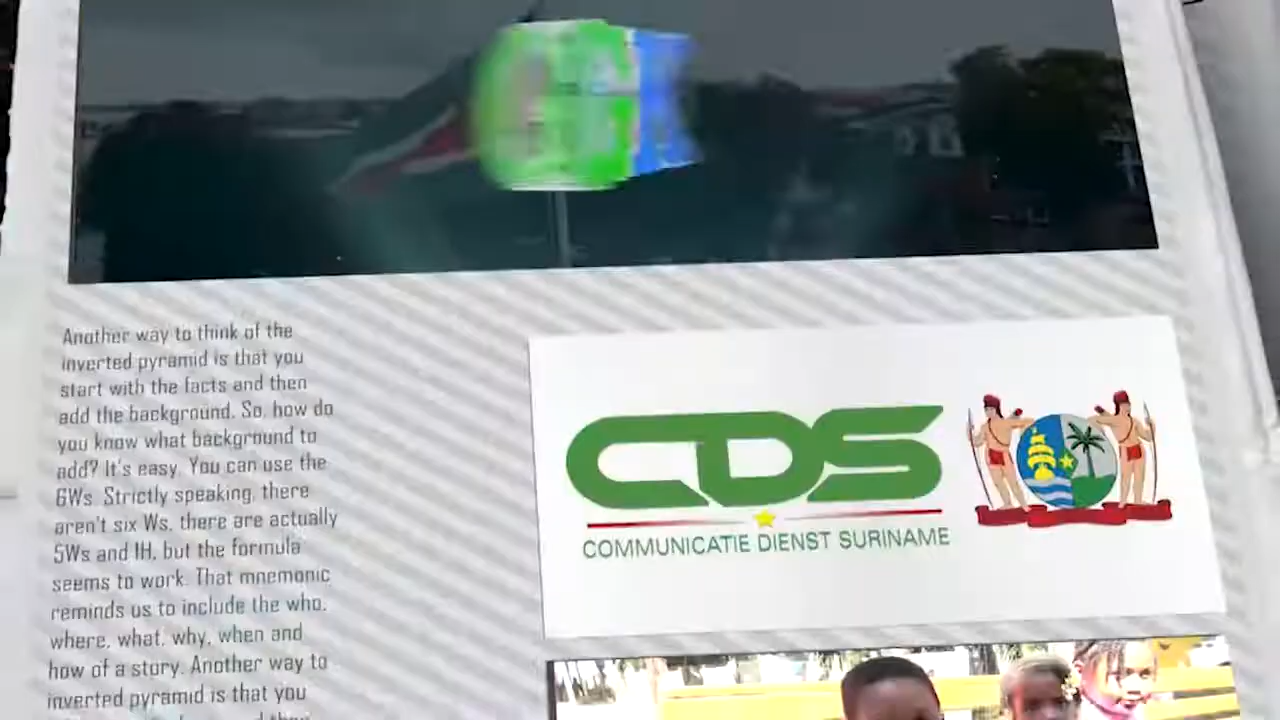 Another way to think of the
inverted pyramid is that you
start with the facts and then
add the background. So, how do
you know what background to
add? It's easy. You can use the
6Ws. Strictly speaking, there
aren't six Ws, there are actually
5Ws and 1H, but the formula
seems to work. That mnemonic
reminds us to include the who,
where, what, why, when and
how of a story. Another way to
inverted pyramid is that you
CDS
COMMUNICATIE DIENST SURINAME